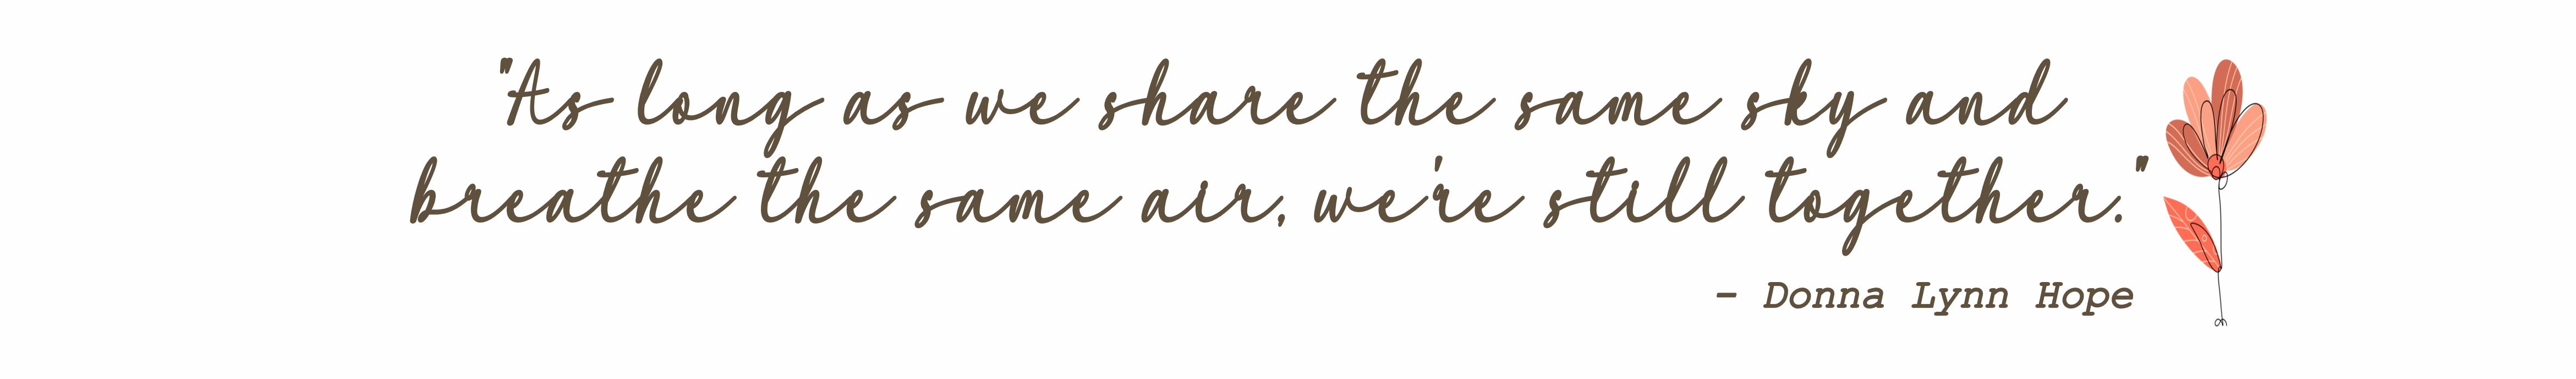 "As long as we share the same sky and
breathe the same air, we're still together."
- Donna Lynn Hope